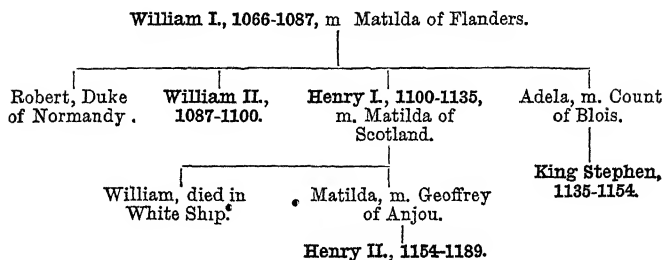 William I., 1066-1087, m Matilda of Flanders.
Robert, Duke of Normandy.
William II., 1087-1100.
Henry I., 1100-1135, m. Matilda of Scotland.
Adela, m. Count of Blois.
William, died in White Ship.
Matilda, m. Geoffrey of Anjou.
King Stephen, 1135-1154.
Henry II., 1154-1189.